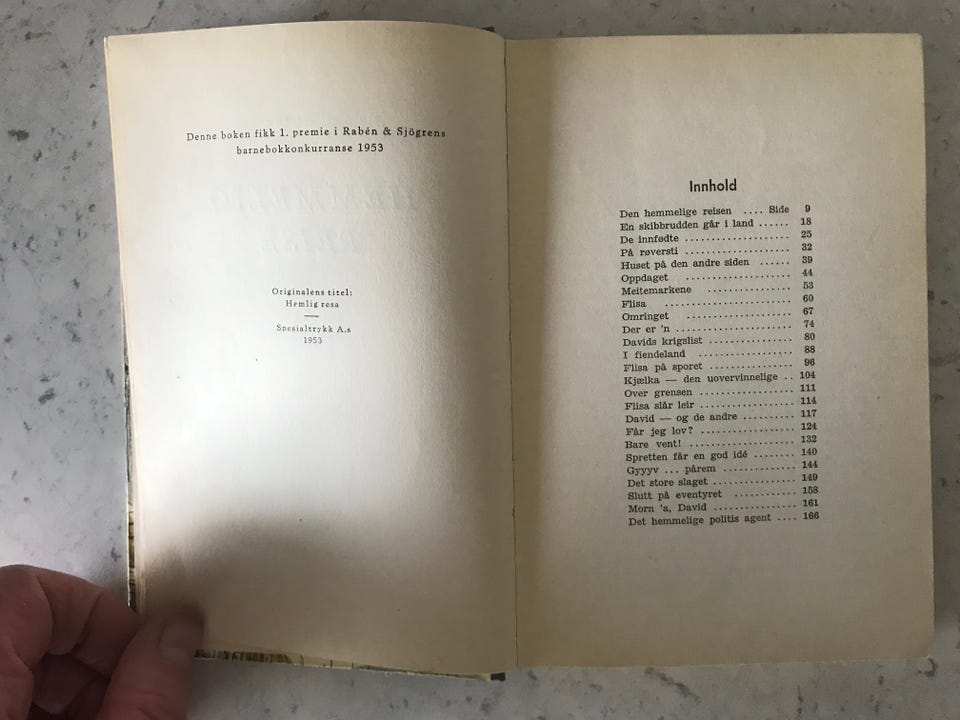 Denne boken fikk 1. premie i Rabén & Sjögrens
barnebokkonkurranse 1953
Originalens titel:
Hemlig resa
Spesialtrykk A.s
1953
Innhold
Den hemmelige reisen .... Side 9
En skibbrudden går i land ...... 18
De innfødte .................... 25
På røversti .................... 32
Huset på den andre siden ...... 39
Oppdaget .................... 44
Meitemarkene ................ 53
Flisa .................... 60
Omringet .................... 67
Der er 'n .................... 74
Davids krigslist ................ 80
I fiendeland .................. 88
Flisa på sporet ................ 96
Kjælka — den uovervinnelige .. 104
Over grensen .................. 111
Flisa slår leir .................. 114
David — og de andre .......... 117
Får jeg lov? .................. 124
Bare vent! .................... 132
Spretten får en god idé ........ 140
Gyyyv ... pårem .............. 144
Det store slaget ................ 149
Slutt på eventyret .............. 158
Morn 'a, David ................ 161
Det hemmelige politis agent .... 166